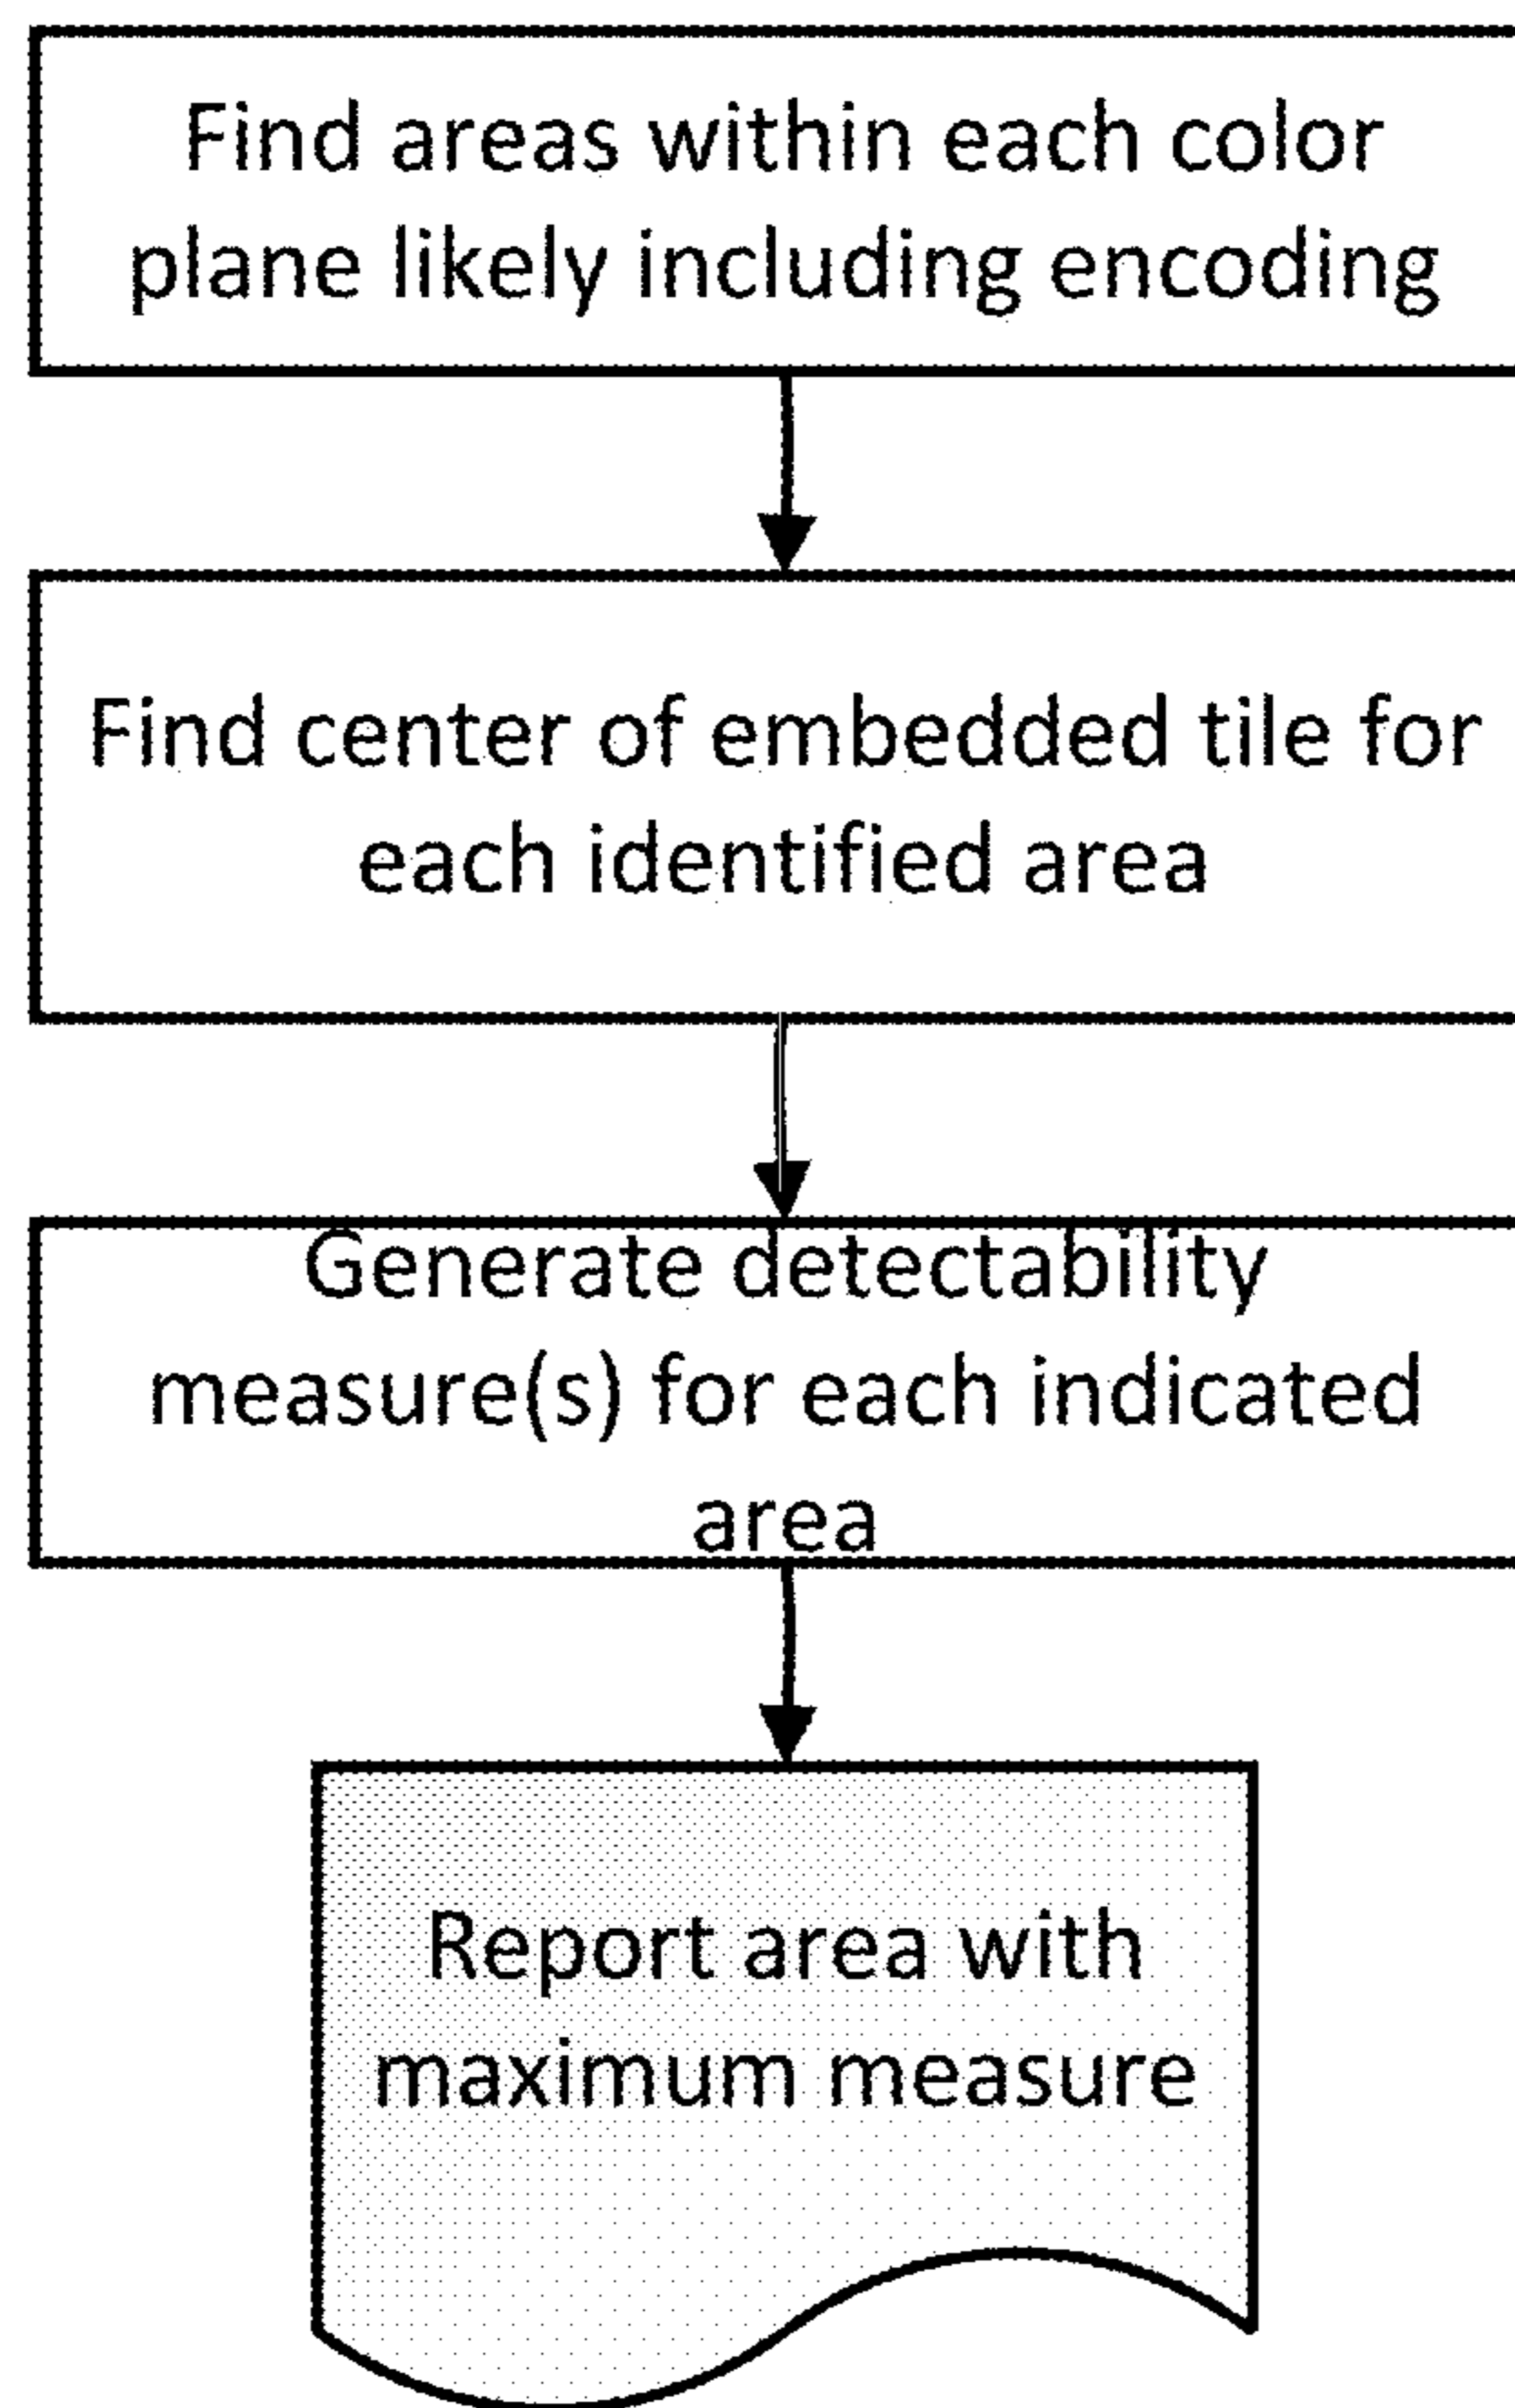 Find areas within each color
plane likely including encoding
Find center of embedded tile for
each identified area
Generate detectability
measure(s) for each indicated
area
Report area with
maximum measure